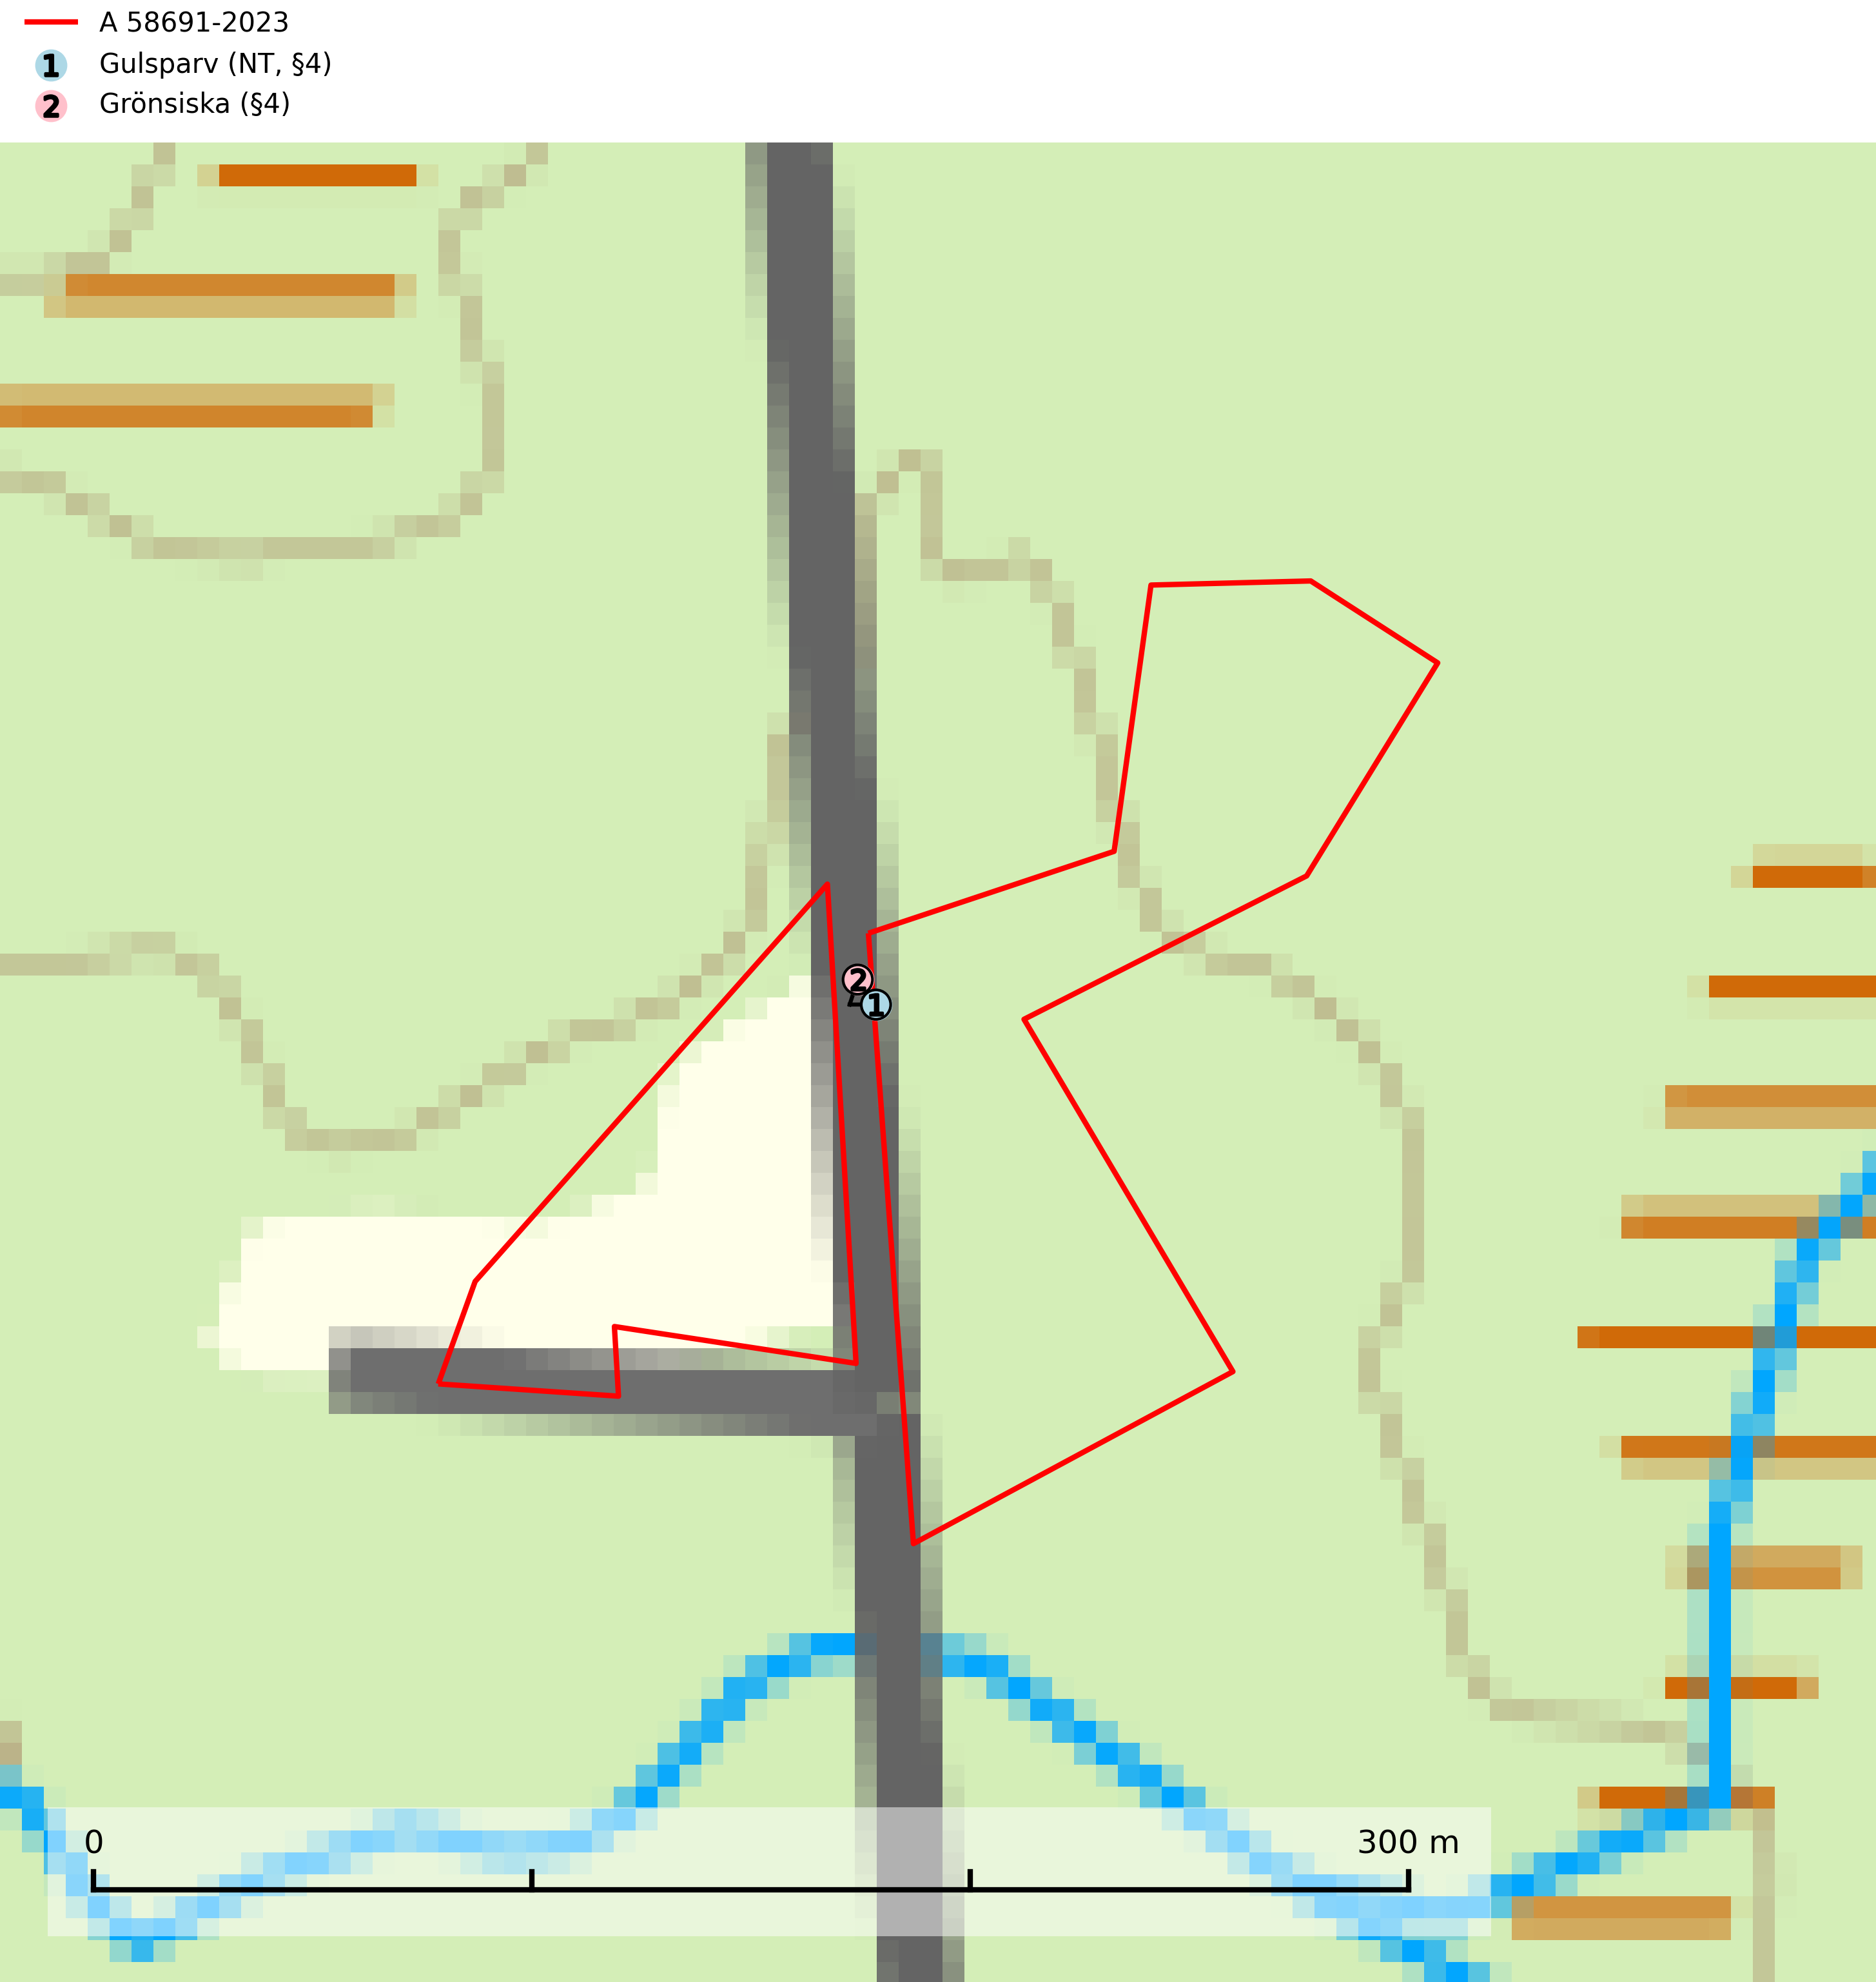 A 58691-2023
1 Gulsparv (NT, §4)
2 Grönsiska (§4)
2
1
0 300 m